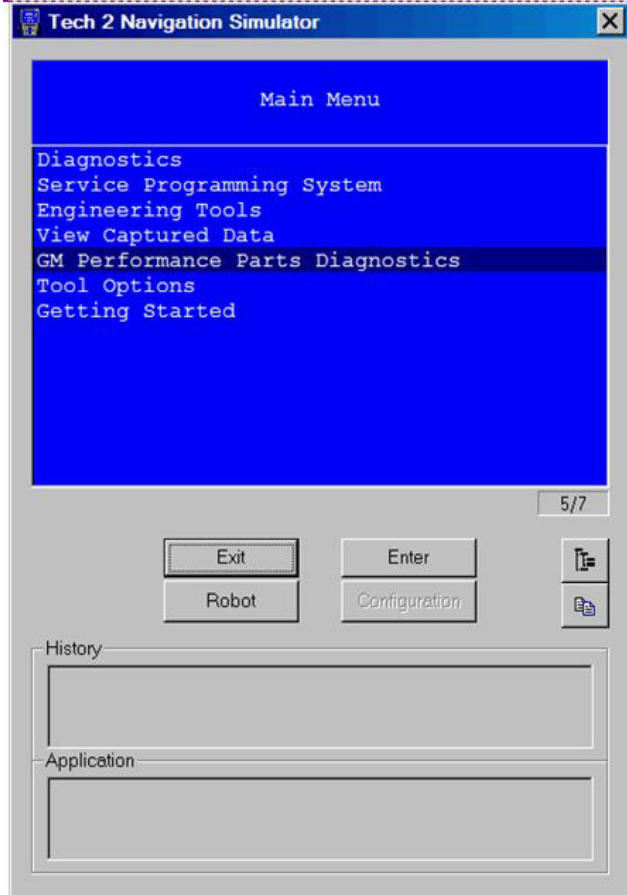 Tech 2 Navigation Simulator
Main Menu
Diagnostics
Service Programming System
Engineering Tools
View Captured Data
GM Performance Parts Diagnostics
Tool Options
Getting Started
5/7
Exit
Enter
Robot
Configuration
History
Application